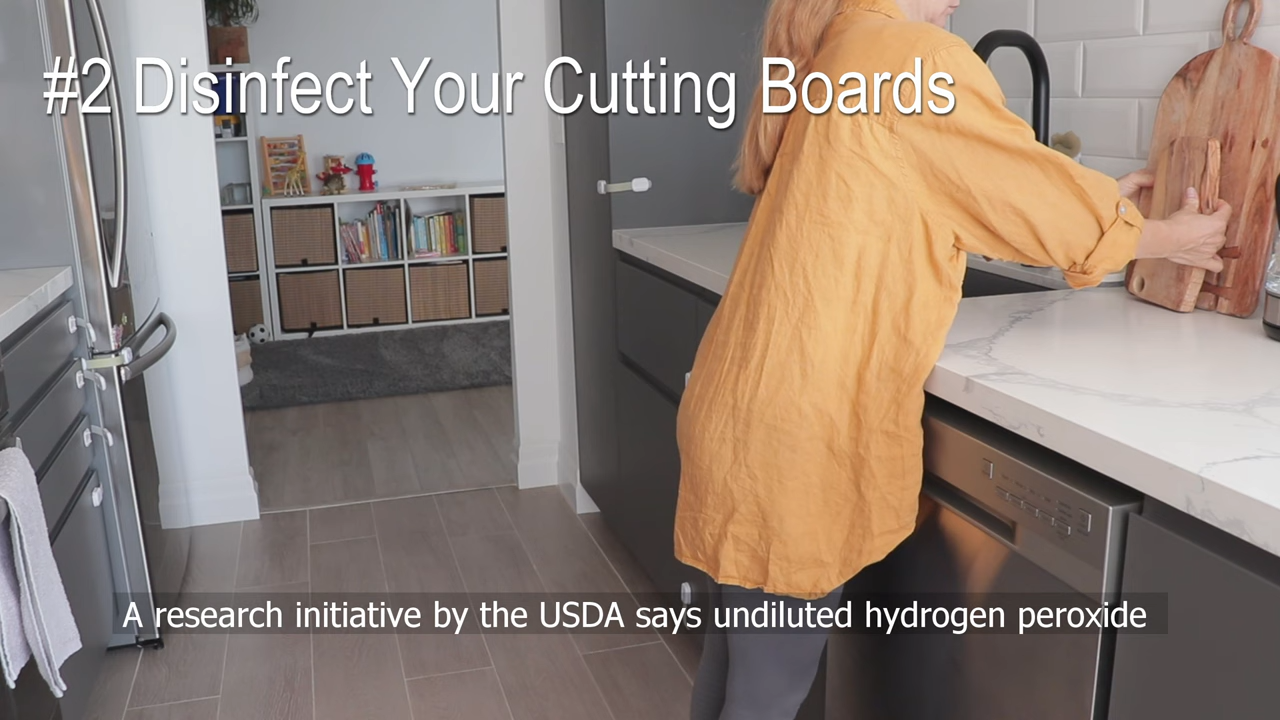 #2 Disinfect Your Cutting Boards
A research initiative by the USDA says undiluted hydrogen peroxide